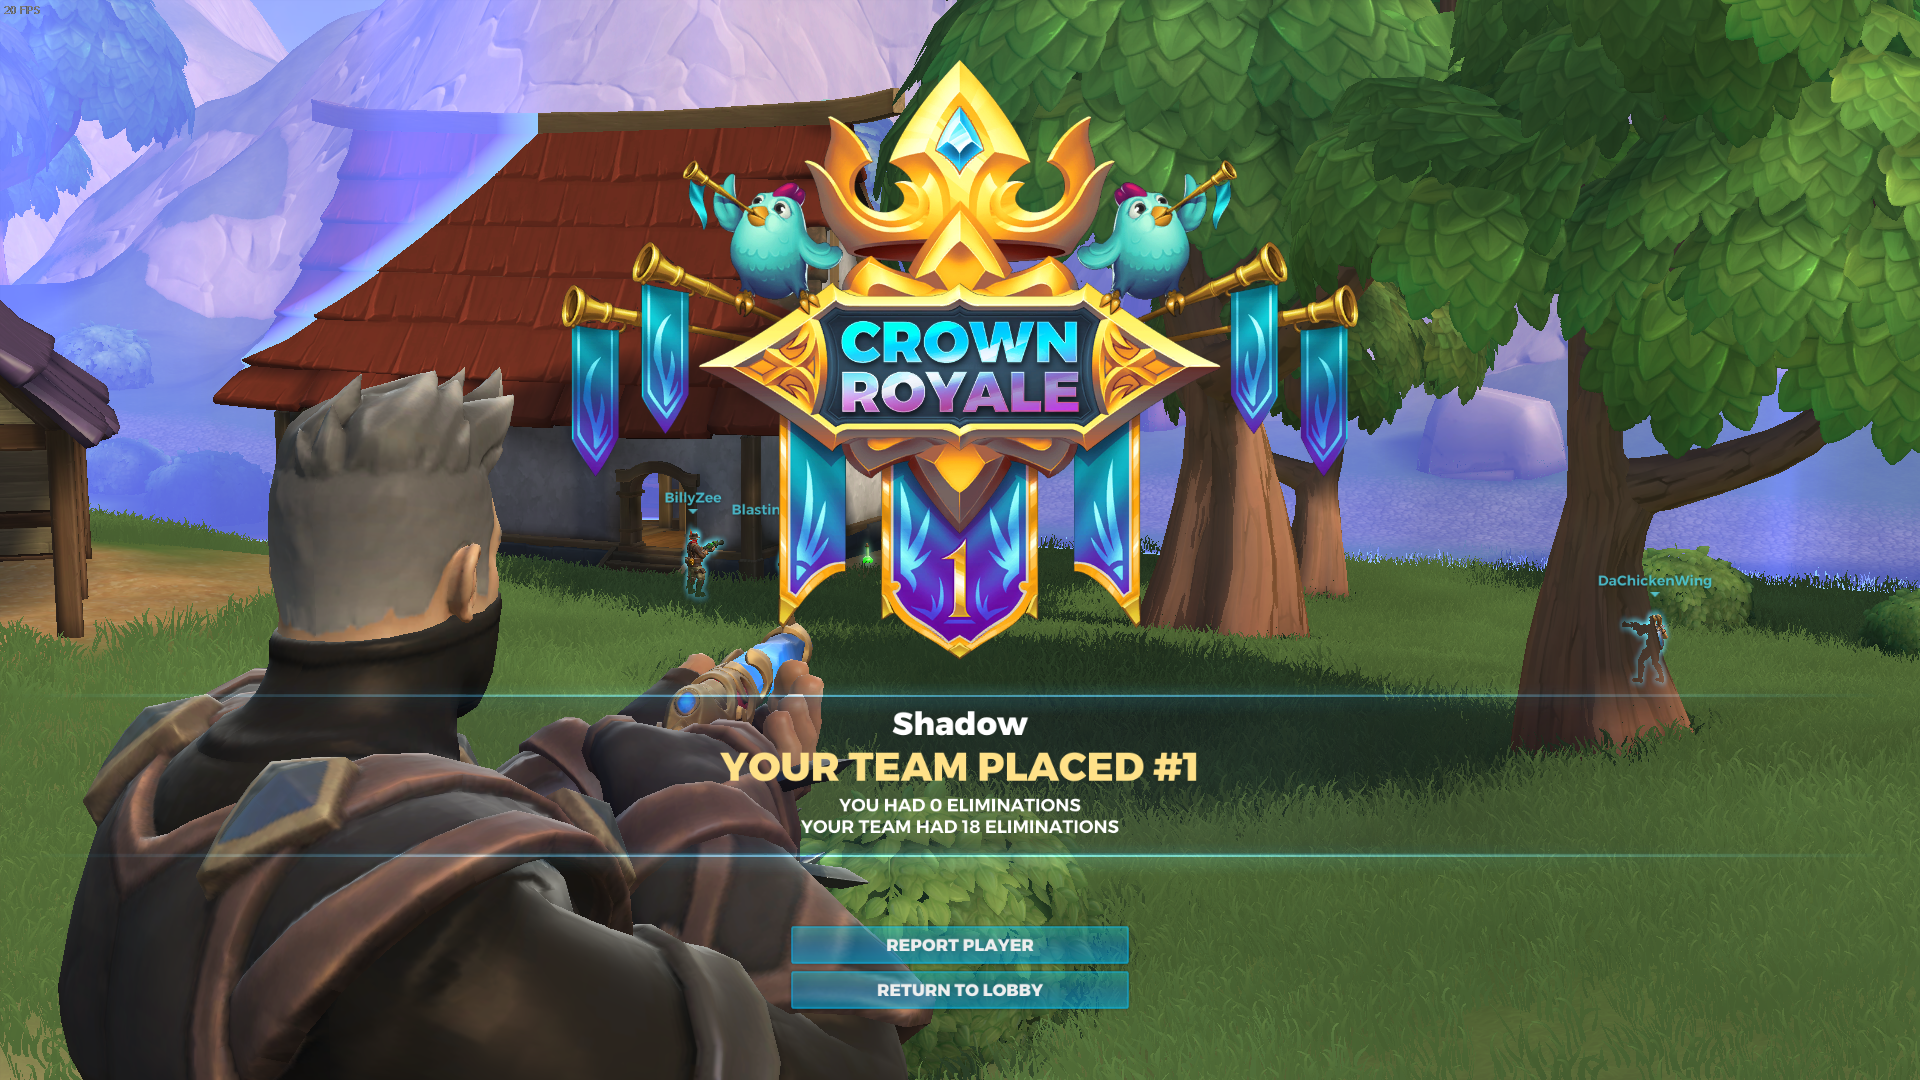 20 FPS
CROWN
ROYALE
BillyZee
Blastin
1
DaChickenWing
Shadow
YOUR TEAM PLACED #1
YOU HAD 0 ELIMINATIONS
YOUR TEAM HAD 18 ELIMINATIONS
REPORT PLAYER
RETURN TO LOBBY